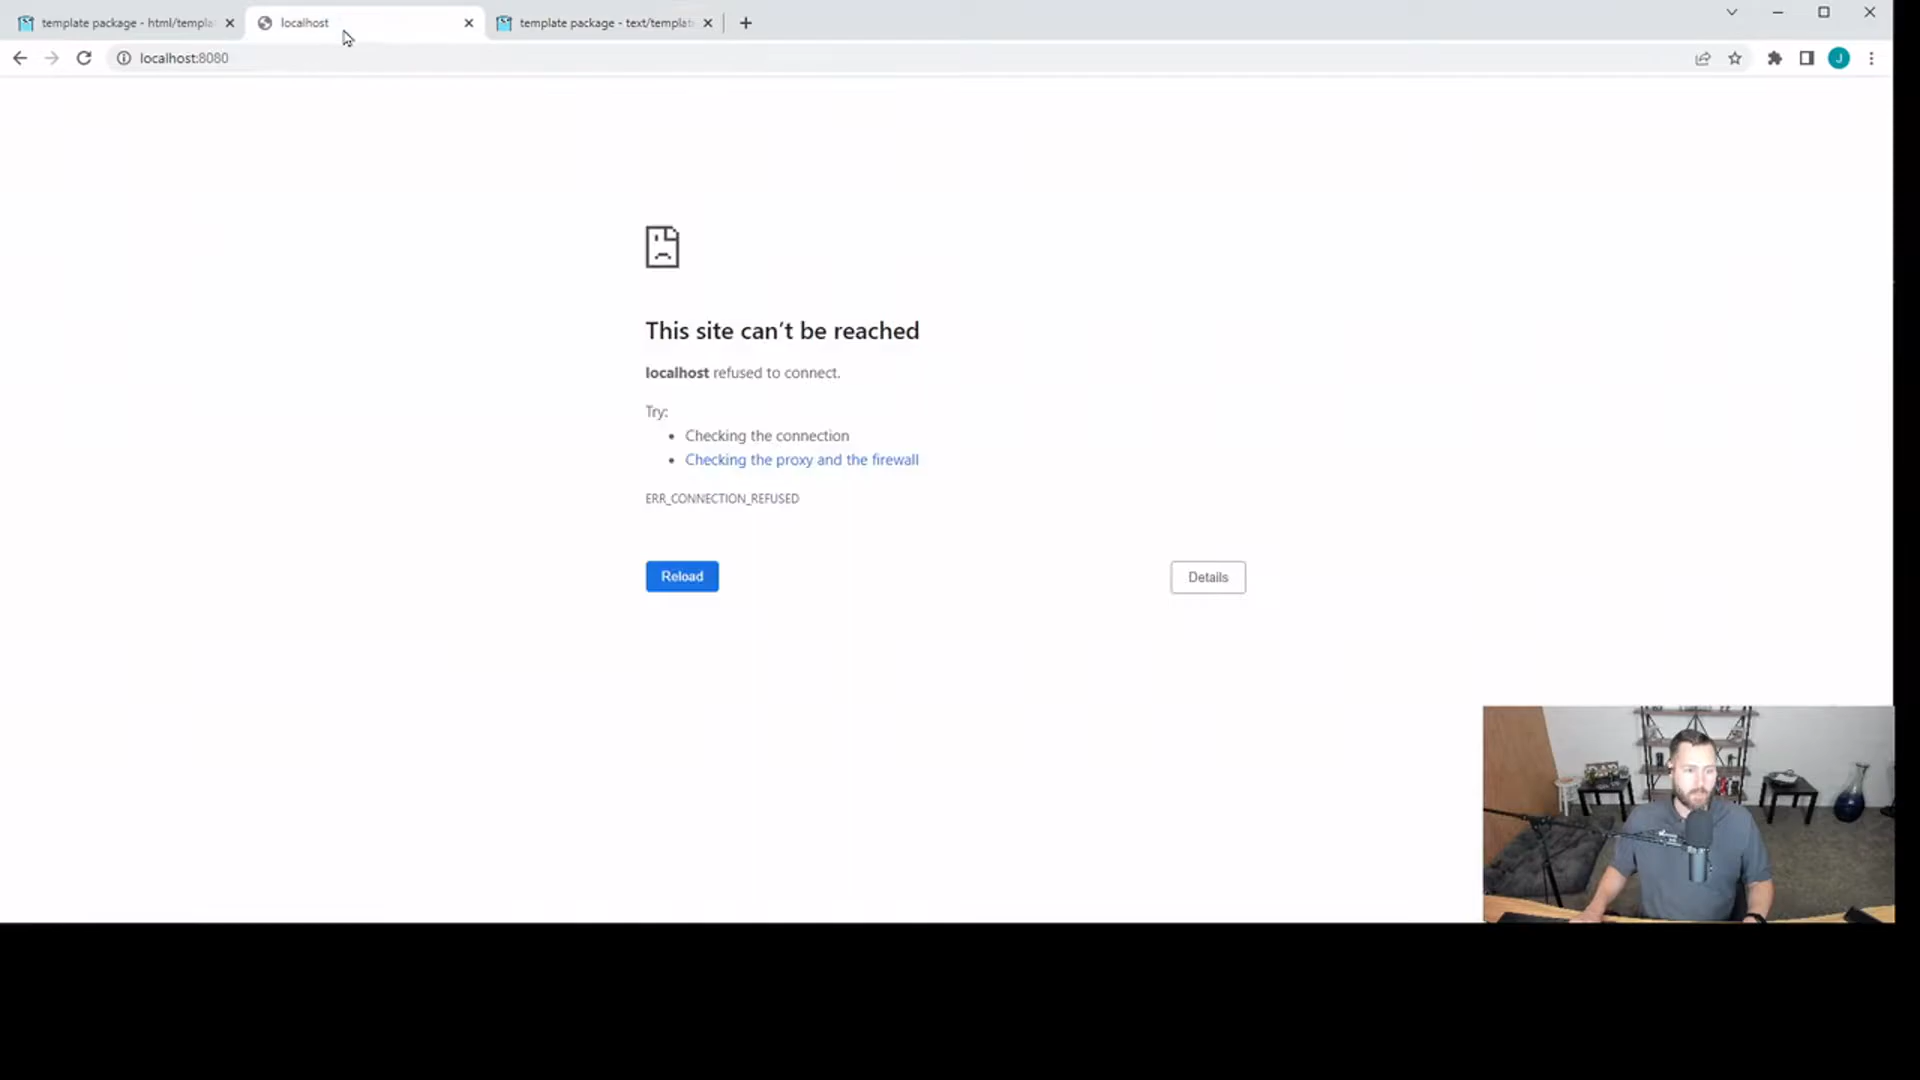 template package - html/templa
localhost
template package - text/templat
localhost:8080
J
This site can't be reached
localhost refused to connect.
Try:
• Checking the connection
• Checking the proxy and the firewall
ERR_CONNECTION_REFUSED
Reload
Details